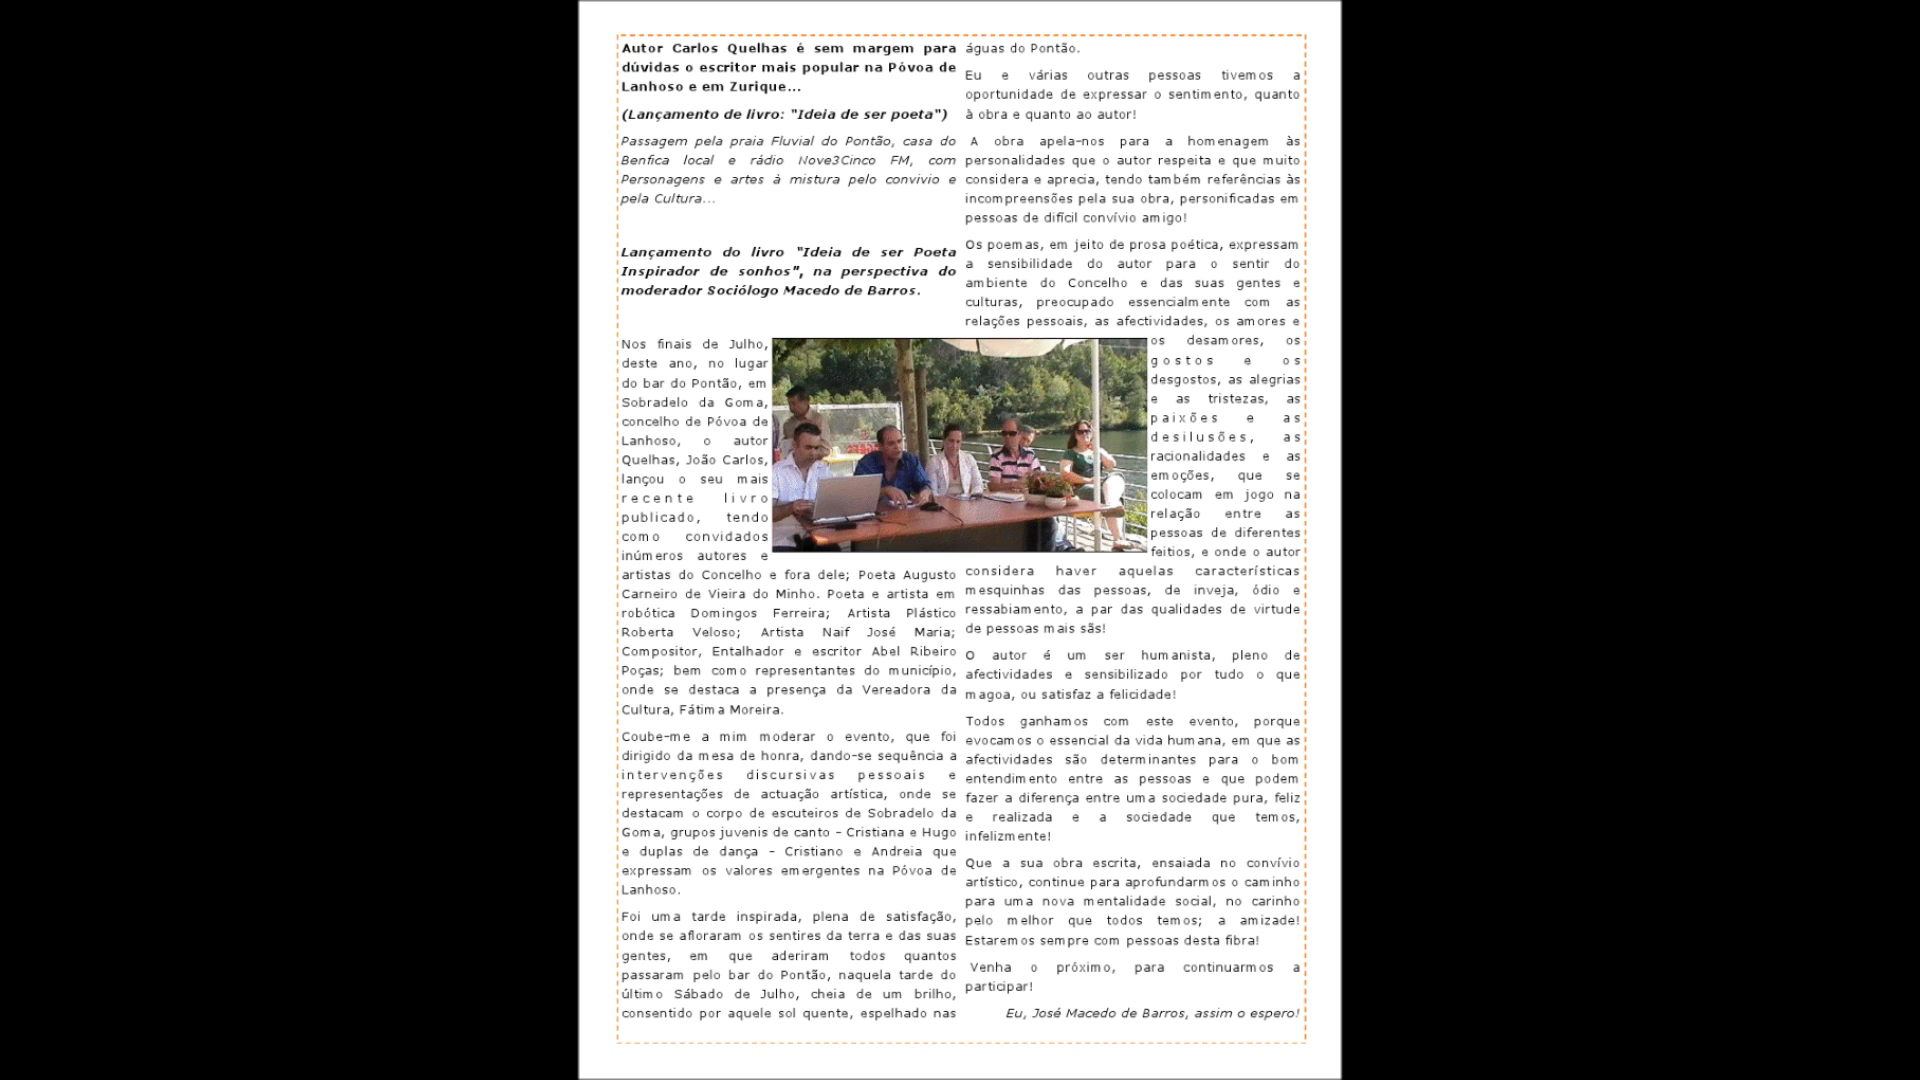 Autor Carlos Quelhas é sem margem para
dúvidas o escritor mais popular na Póvoa de
Lanhoso e em Zurique...
(Lançamento de livro: "Ideia de ser poeta")
Passagem pela praia Fluvial do Pontão, casa do
Benfica local e rádio Nove3Cinco FM, com
Personagens e artes à mistura pelo convivio e
pela Cultura...
Lançamento do livro "Ideia de ser Poeta
Inspirador de sonhos", na perspectiva do
moderador Sociólogo Macedo de Barros.
Nos finais de Julho,
deste ano, no lugar
do bar do Pontão, em
Sobradelo da Goma,
concelho de Póvoa de
Lanhoso, o autor
Quelhas, João Carlos,
lançou o seu mais
recente livro
publicado, tendo
como convidados
inúmeros autores e
artistas do Concelho e fora dele; Poeta Augusto
Carneiro de Vieira do Minho. Poeta e artista em
robótica Domingos Ferreira; Artista Plástico
Roberta Veloso; Artista Naif José Maria;
Compositor, Entalhador e escritor Abel Ribeiro
Poças; bem como representantes do município,
onde se destaca a presença da Vereadora da
Cultura, Fátima Moreira.
Coube-me a mim moderar o evento, que foi
dirigido da mesa de honra, dando-se sequência a
intervenções discursivas pessoais e
representações de actuação artística, onde se
destacam o corpo de escuteiros de Sobradelo da
Goma, grupos juvenis de canto – Cristiana e Hugo
e duplas de dança – Cristiano e Andreia que
expressam os valores emergentes na Póvoa de
Lanhoso.
Foi uma tarde inspirada, plena de satisfação,
onde se afloraram os sentires da terra e das suas
gentes, em que aderiram todos quantos
passaram pelo bar do Pontão, naquela tarde do
último Sábado de Julho, cheia de um brilho,
consentido por aquele sol quente, espelhado nas
águas do Pontão.
Eu e várias outras pessoas tivemos a
oportunidade de expressar o sentimento, quanto
à obra e quanto ao autor!
A obra apela-nos para a homenagem às
personalidades que o autor respeita e que muito
considera e aprecia, tendo também referências às
incompreensões pela sua obra, personificadas em
pessoas de difícil convívio amigo!
Os poemas, em jeito de prosa poética, expressam
a sensibilidade do autor para o sentir do
ambiente do Concelho e das suas gentes e
culturas, preocupado essencialmente com as
relações pessoais, as afectividades, os amores e
os desamores, os
gostos e os
desgostos, as alegrias
e as tristezas, as
paixões e as
desilusões, as
racionalidades e as
emoções, que se
colocam em jogo na
relação entre as
pessoas de diferentes
feitios, e onde o autor
considera haver aquelas características
mesquinhas das pessoas, de inveja, ódio e
ressabiamento, a par das qualidades de virtude
de pessoas mais sãs!
O autor é um ser humanista, pleno de
afectividades e sensibilizado por tudo o que
magoa, ou satisfaz a felicidade!
Todos ganhamos com este evento, porque
evocamos o essencial da vida humana, em que as
afectividades são determinantes para o bom
entendimento entre as pessoas e que podem
fazer a diferença entre uma sociedade pura, feliz
e realizada e a sociedade que temos,
infelizmente!
Que a sua obra escrita, ensaiada no convívio
artístico, continue para aprofundarmos o caminho
para uma nova mentalidade social, no carinho
pelo melhor que todos temos; a amizade!
Estaremos sempre com pessoas desta fibra!
Venha o próximo, para continuarmos a
participar!
Eu, José Macedo de Barros, assim o espero!